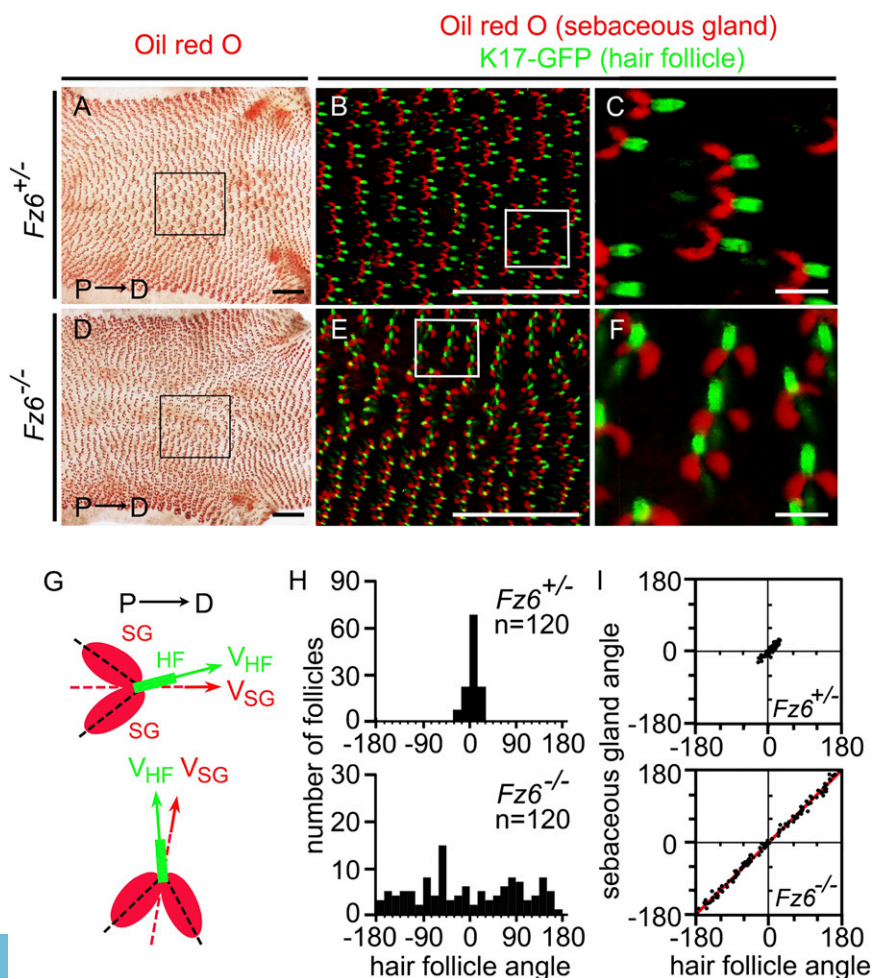 Oil red O
Oil red O (sebaceous gland)
K17-GFP (hair follicle)
Fz6+/-
A
P → D
B
C
Fz6-/-
D
P → D
E
F
G
P → D
SG
HF
VHF
VSG
SG
VHF
VSG
H
number of follicles
90
60
30
0
Fz6+/-
n=120
-180 -90 0 90 180
30
20
10
0
Fz6-/-
n=120
-180 -90 0 90 180
hair follicle angle
I
sebaceous gland angle
180
0
-180
Fz6+/-
-180 0 180
180
0
-180
Fz6-/-
-180 0 180
hair follicle angle